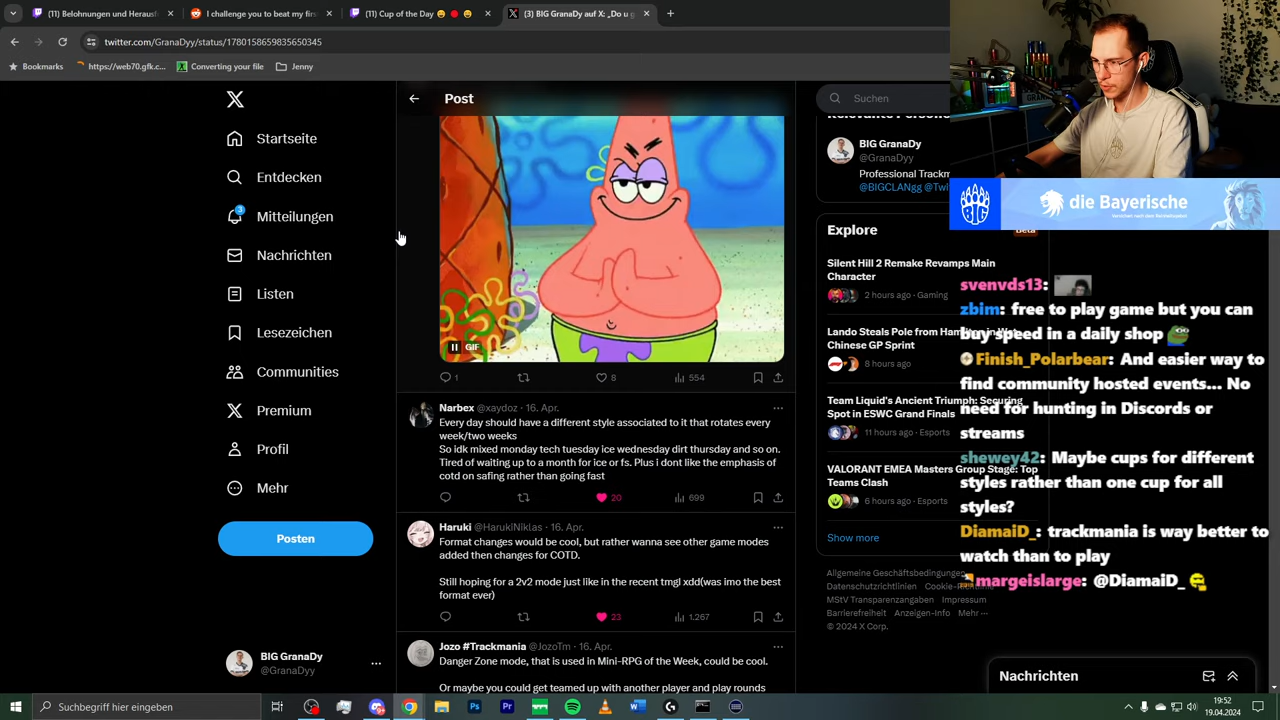 (11) Belohnungen und Herausf
I challenge you to beat my firs
(11) Cup of the Day
(3) BIG GranaDy auf X: „Do u g
twitter.com/GranaDyy/status/1780158659835650345
Bookmarks
https://web70.gfk.c...
Converting your file
Jenny
X
Startseite
Entdecken
3
Mitteilungen
Nachrichten
Listen
Lesezeichen
Communities
Premium
Profil
Mehr
Posten
BIG GranaDy
@GranaDyy
Post
GIF
1
8
554
Narbex @xaydoz · 16. Apr.
Every day should have a different style associated to it that rotates every
week/two weeks
So idk mixed monday tech tuesday ice wednesday dirt thursday and so on.
Tired of waiting up to a month for ice or fs. Plus i dont like the emphasis of
cotd on safing rather than going fast
20
699
Haruki @HarukiNiklas · 16. Apr.
Format changes would be cool, but rather wanna see other game modes
added then changes for COTD.
Still hoping for a 2v2 mode just like in the recent tmgl xxd(was imo the best
format ever)
23
1.267
Jozo #Trackmania @JozoTm · 16. Apr.
Danger Zone mode, that is used in Mini-RPG of the Week, could be cool.
Or maybe you could get teamed up with another player and play rounds
Suchen
BIG GranaDy
@GranaDyy
Professional Trackm
@BIGCLANgg @Twi
Explore
Beta
Silent Hill 2 Remake Revamps Main
Character
2 hours ago · Gaming
Lando Steals Pole from Hamilton in Wet
Chinese GP Sprint
8 hours ago
Team Liquid's Ancient Triumph: Securing
Spot in ESWC Grand Finals
11 hours ago · Esports
VALORANT EMEA Masters Group Stage: Top
Teams Clash
6 hours ago · Esports
Show more
Allgemeine Geschäftsbedingungen
Datenschutzrichtlinien Cookie-Richtlinie
MStV Transparenzangaben Impressum
Barrierefreiheit Anzeigen-Info Mehr ···
© 2024 X Corp.
Nachrichten
BIG
die Bayerische
Versichert nach dem Reinheitsgebot
svenvds13:
zbim: free to play game but you can
buy speed in a daily shop
Finish_Polarbear: And easier way to
find community hosted events... No
need for hunting in Discords or
streams
shewey42: Maybe cups for different
styles rather than one cup for all
styles?
DiamaiD_: trackmania is way better to
watch than to play
margeislarge: @DiamaiD_
Suchbegriff hier eingeben
19:52
19.04.2024